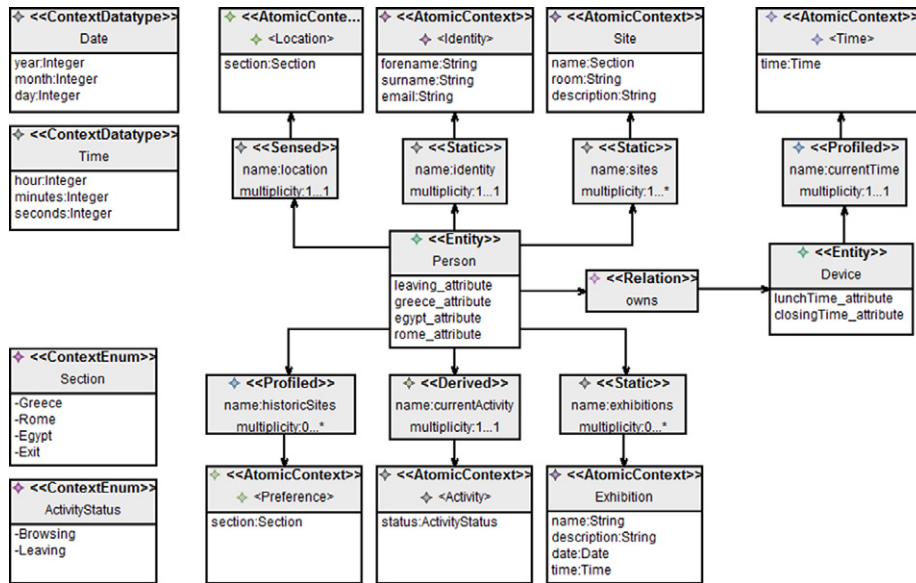 <<ContextDatatype>>
Date
year:Integer
month:Integer
day:Integer
<<AtomicConte...
<Location>
section:Section
<<AtomicContext>>
<Identity>
forename:String
surname:String
email:String
<<AtomicContext>>
Site
name:Section
room:String
description:String
<<AtomicContext>>
<Time>
time:Time
<<ContextDatatype>>
Time
hour:Integer
minutes:Integer
seconds:Integer
<<Sensed>>
name:location
multiplicity:1...1
<<Static>>
name:identity
multiplicity:1...1
<<Static>>
name:sites
multiplicity:1...*
<<Profiled>>
name:currentTime
multiplicity:1...1
<<Entity>>
Person
leaving_attribute
greece_attribute
egypt_attribute
rome_attribute
<<Relation>>
owns
<<Entity>>
Device
lunchTime_attribute
closingTime_attribute
<<ContextEnum>>
Section
-Greece
-Rome
-Egypt
-Exit
<<Profiled>>
name:historicSites
multiplicity:0...*
<<Derived>>
name:currentActivity
multiplicity:1...1
<<Static>>
name:exhibitions
multiplicity:0...*
<<ContextEnum>>
ActivityStatus
-Browsing
-Leaving
<<AtomicContext>>
<Preference>
section:Section
<<AtomicContext>>
<Activity>
status:ActivityStatus
<<AtomicContext>>
Exhibition
name:String
description:String
date:Date
time:Time